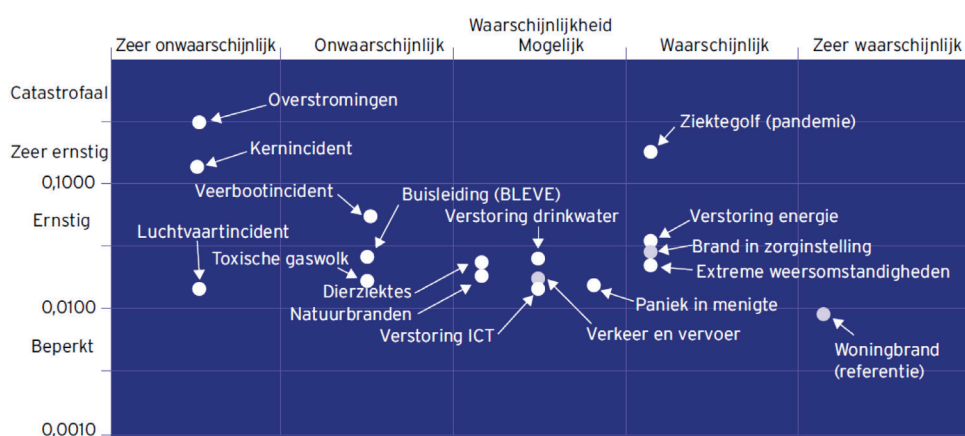 Waarschijnlijkheid
Zeer onwaarschijnlijk
Onwaarschijnlijk
Mogelijk
Waarschijnlijk
Zeer waarschijnlijk
Catastrofaal
Overstromingen
Ziektegolf (pandemie)
Zeer ernstig
Kernincident
0,1000
Veerbootincident
Buisleiding (BLEVE)
Ernstig
Verstoring drinkwater
Verstoring energie
Luchtvaartincident
Brand in zorginstelling
Toxische gaswolk
Extreme weersomstandigheden
Dierziektes
0,0100
Natuurbranden
Paniek in menigte
Verstoring ICT
Verkeer en vervoer
Beperkt
Woningbrand
(referentie)
0,0010